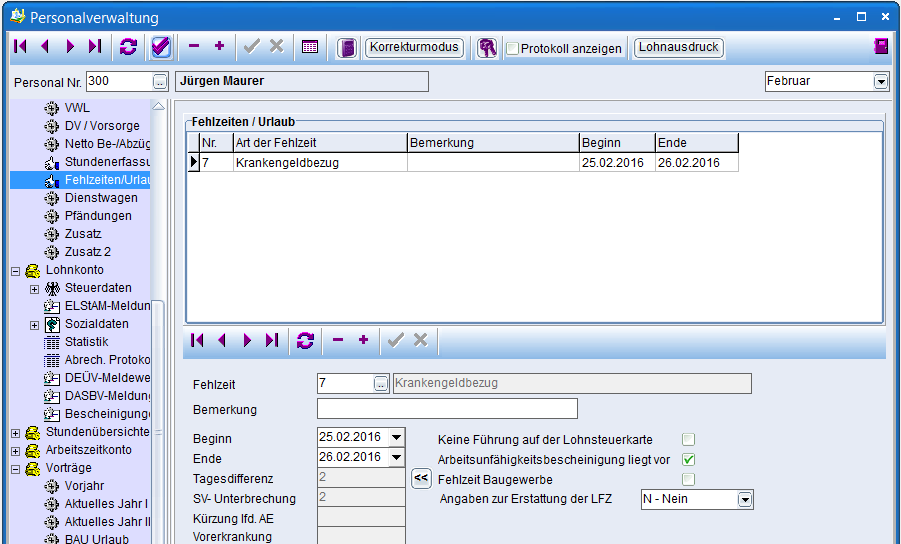 Personalverwaltung
Korrekturmodus Protokoll anzeigen Lohnausdruck
Personal Nr. 300 ... Jürgen Maurer Februar
VWL
DV / Vorsorge
Netto Be-/Abzüg
Stundenerfassu
Fehlzeiten/Urlau
Dienstwagen
Pfändungen
Zusatz
Zusatz 2
Lohnkonto
Steuerdaten
ELStAM-Meldun
Sozialdaten
Statistik
Abrech. Protoko
DEÜV-Meldewe
DASBV-Meldung
Bescheinigunge
Stundenübersichte
Arbeitszeitkonto
Vorträge
Vorjahr
Aktuelles Jahr I
Aktuelles Jahr II
BAU Urlaub
Fehlzeiten / Urlaub
Nr. Art der Fehlzeit Bemerkung Beginn Ende
7 Krankengeldbezug 25.02.2016 26.02.2016
Fehlzeit 7 ... Krankengeldbezug
Bemerkung
Beginn 25.02.2016 Keine Führung auf der Lohnsteuerkarte
Ende 26.02.2016 Arbeitsunfähigkeitsbescheinigung liegt vor
Tagesdifferenz 2 << Fehlzeit Baugewerbe
SV- Unterbrechung 2 Angaben zur Erstattung der LFZ N - Nein
Kürzung lfd. AE
Vorerkrankung